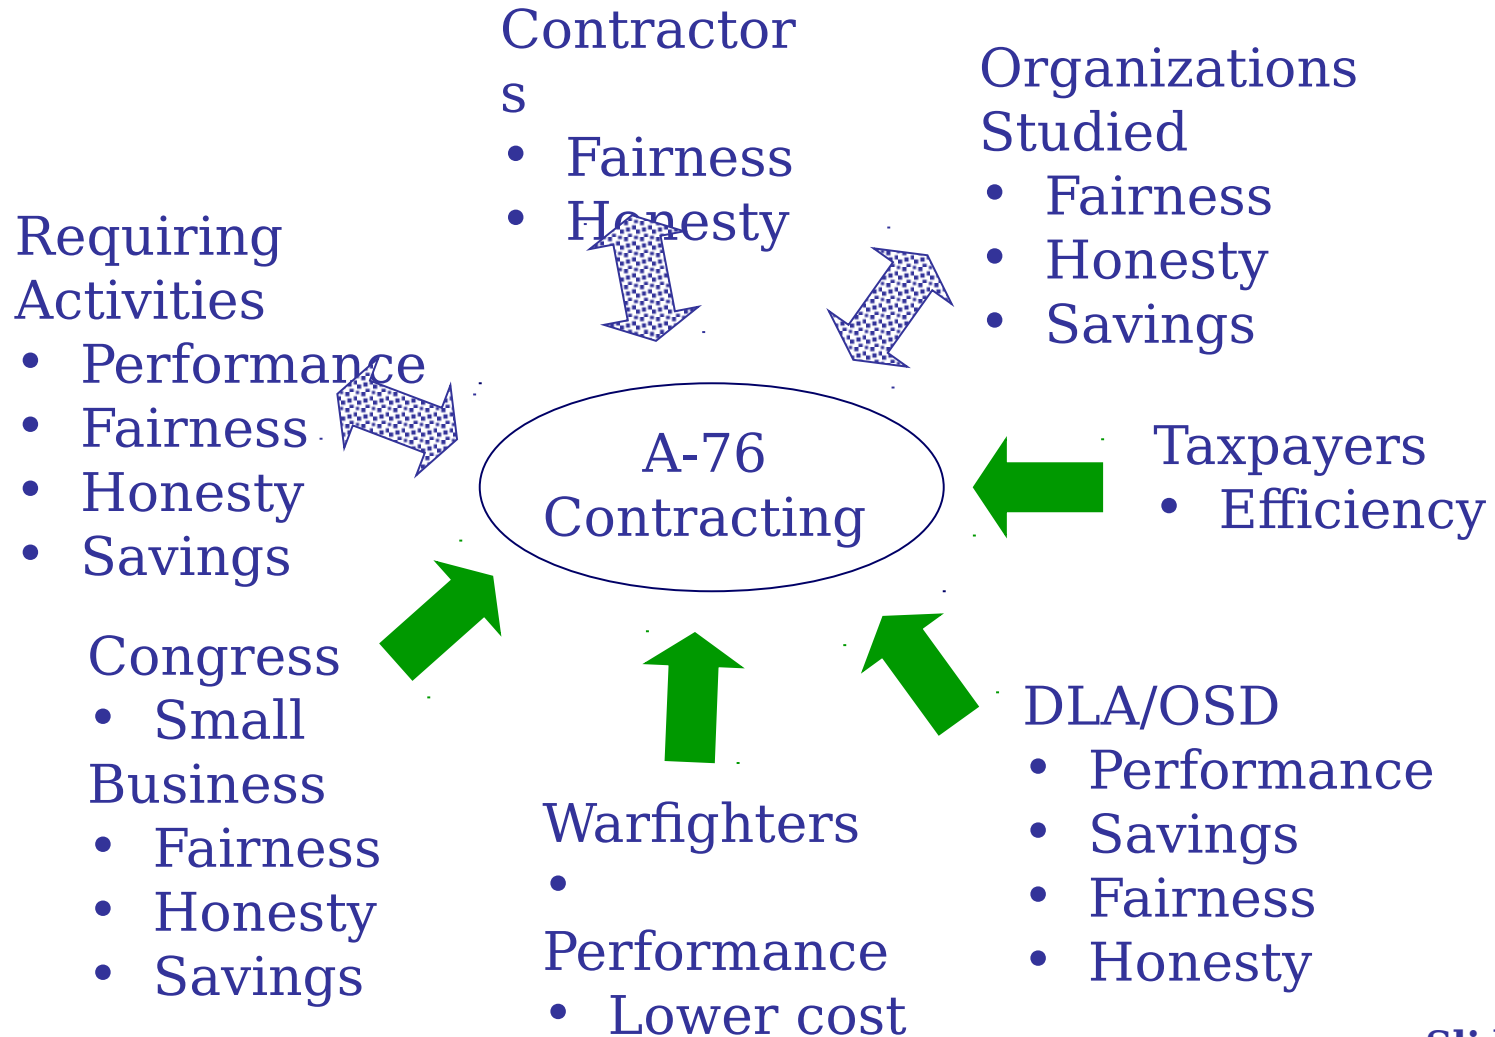 Contractor
s
• Fairness
• Honesty
Organizations
Studied
• Fairness
• Honesty
• Savings
Requiring
Activities
• Performance
• Fairness
• Honesty
• Savings
A-76
Contracting
Taxpayers
• Efficiency
Congress
• Small
Business
• Fairness
• Honesty
• Savings
Warfighters
•
Performance
• Lower cost
DLA/OSD
• Performance
• Savings
• Fairness
• Honesty